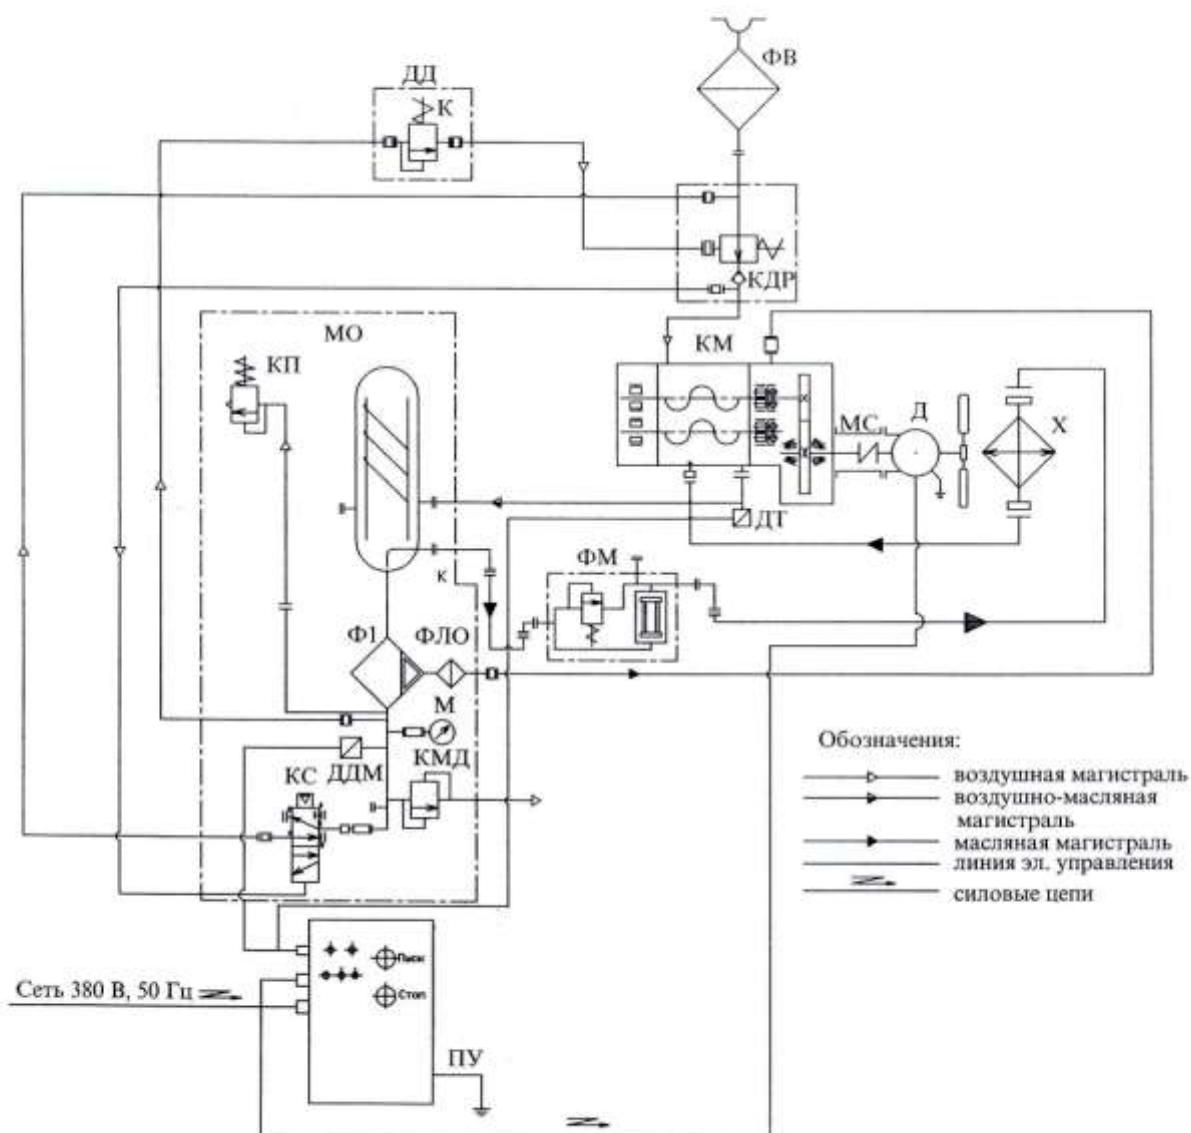 ФВ
ДД
К
КДР
МО
КМ
КП
МС
Д
Х
ДТ
ФМ
К
Ф1
ФЛО
М
КС
ДДМ
КМД
Обозначения:
воздушная магистраль
воздушно-масляная
магистраль
масляная магистраль
линия эл. управления
силовые цепи
Пуск
Стоп
Сеть 380 В, 50 Гц
ПУ